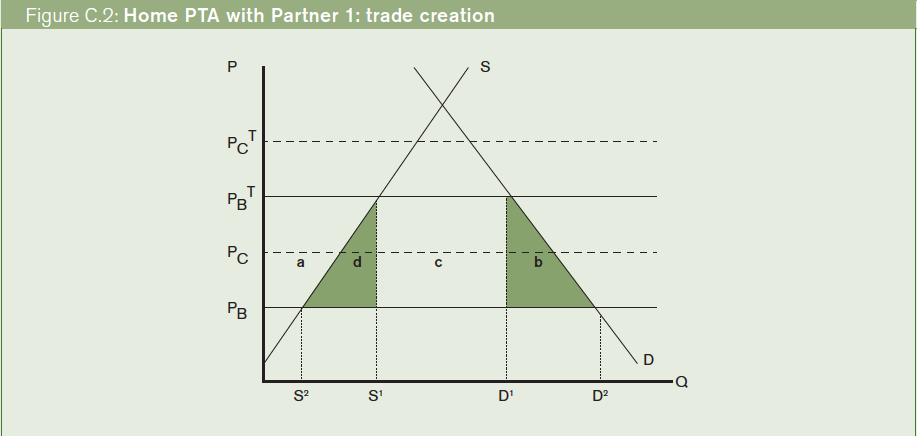 Figure C.2: Home PTA with Partner 1: trade creation
P
S
P_C^T
P_B^T
P_C
a d c b
P_B
D
Q
S² S¹ D¹ D²